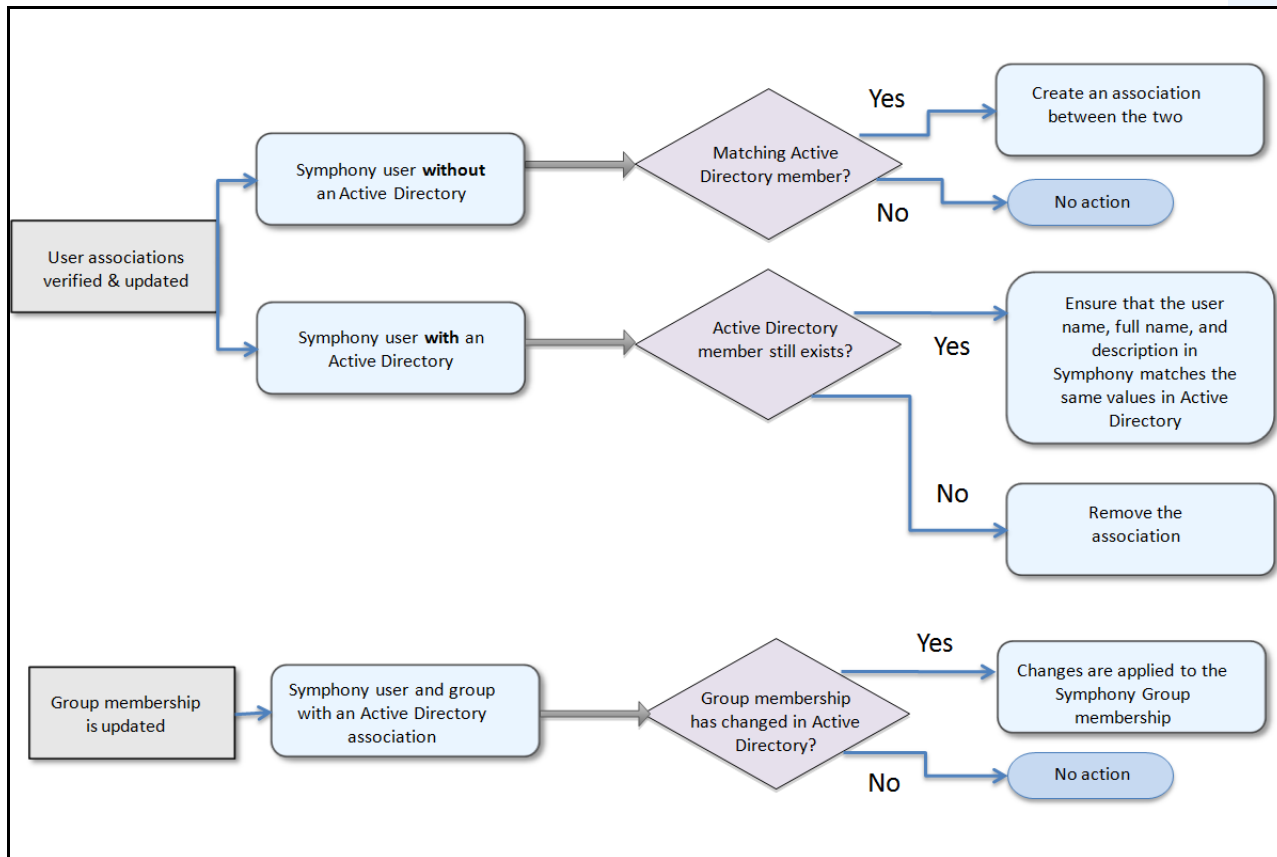 Yes
Create an association
between the two
Symphony user without
an Active Directory
Matching Active
Directory member?
No
No action
User associations
verified & updated
Symphony user with an
Active Directory
Active Directory
member still exists?
Yes
Ensure that the user
name, full name, and
description in
Symphony matches the
same values in Active
Directory
No
Remove the
association
Group membership
is updated
Symphony user and group
with an Active Directory
association
Group membership
has changed in Active
Directory?
Yes
Changes are applied to the
Symphony Group
membership
No
No action